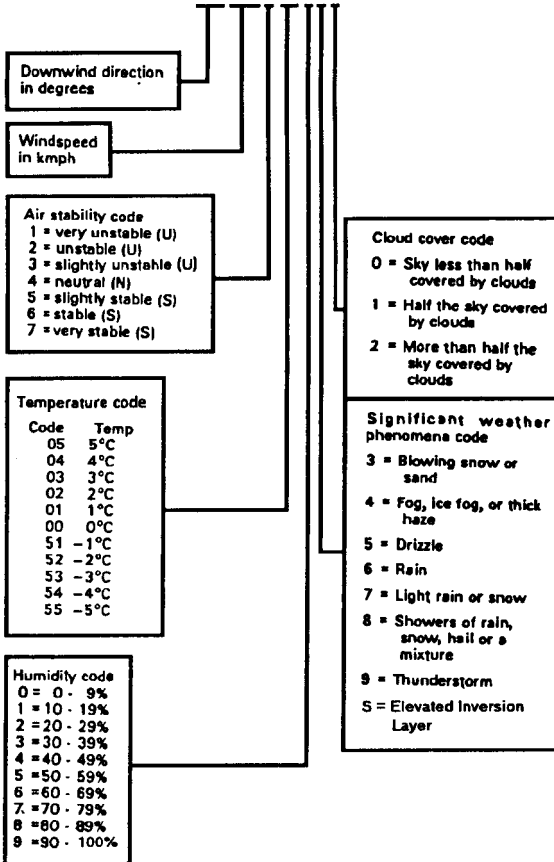 Downwind direction
in degrees
Windspeed
in kmph
Air stability code
1 = very unstable (U)
2 = unstable (U)
3 = slightly unstable (U)
4 = neutral (N)
5 = slightly stable (S)
6 = stable (S)
7 = very stable (S)
Temperature code
Code Temp
05 5°C
04 4°C
03 3°C
02 2°C
01 1°C
00 0°C
51 –1°C
52 –2°C
53 –3°C
54 –4°C
55 –5°C
Humidity code
0 = 0 - 9%
1 = 10 - 19%
2 = 20 - 29%
3 = 30 - 39%
4 = 40 - 49%
5 = 50 - 59%
6 = 60 - 69%
7 = 70 - 79%
8 = 80 - 89%
9 = 90 - 100%
Cloud cover code
0 = Sky less than half
covered by clouds
1 = Half the sky covered
by clouds
2 = More than half the
sky covered by
clouds
Significant weather
phenomena code
3 = Blowing snow or
sand
4 = Fog, ice fog, or thick
haze
5 = Drizzle
6 = Rain
7 = Light rain or snow
8 = Showers of rain,
snow, hail or a
mixture
9 = Thunderstorm
S = Elevated Inversion
Layer